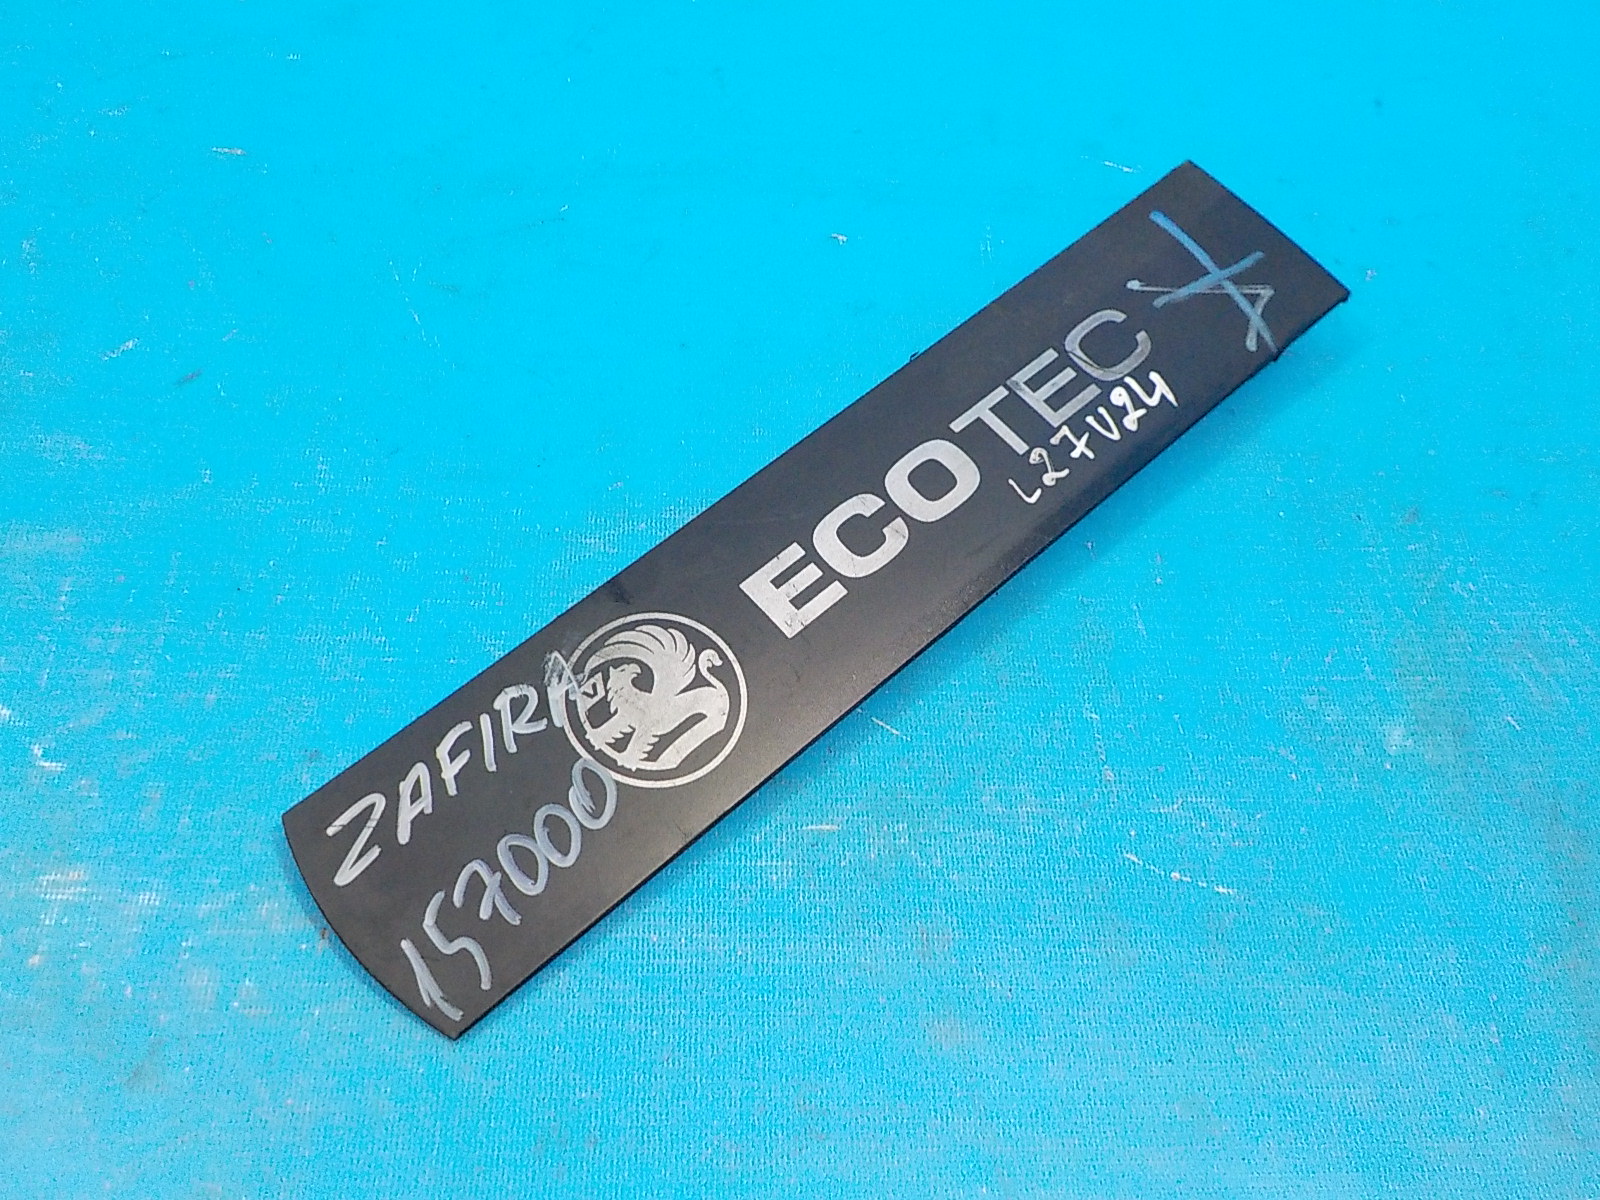 ECOTEC
L27V24
ZAFIRA
157000